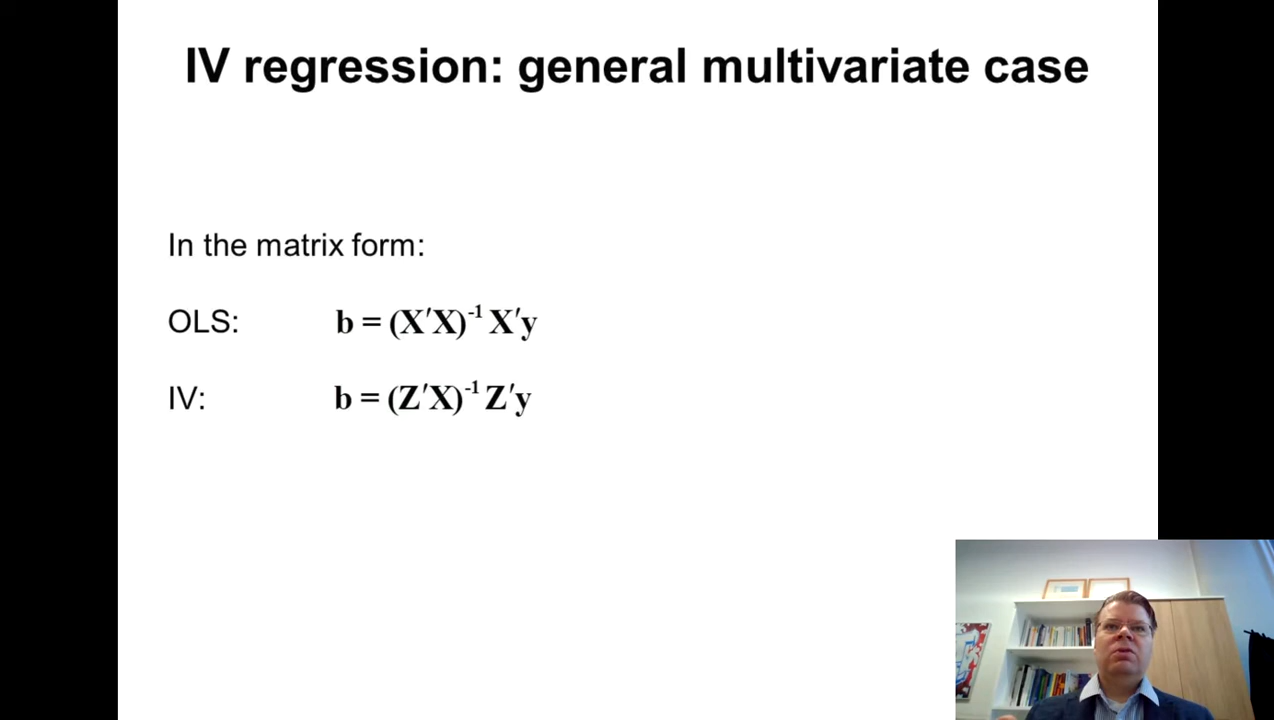 IV regression: general multivariate case
In the matrix form:
OLS: b = (X′X)⁻¹ X′y
IV: b = (Z′X)⁻¹ Z′y